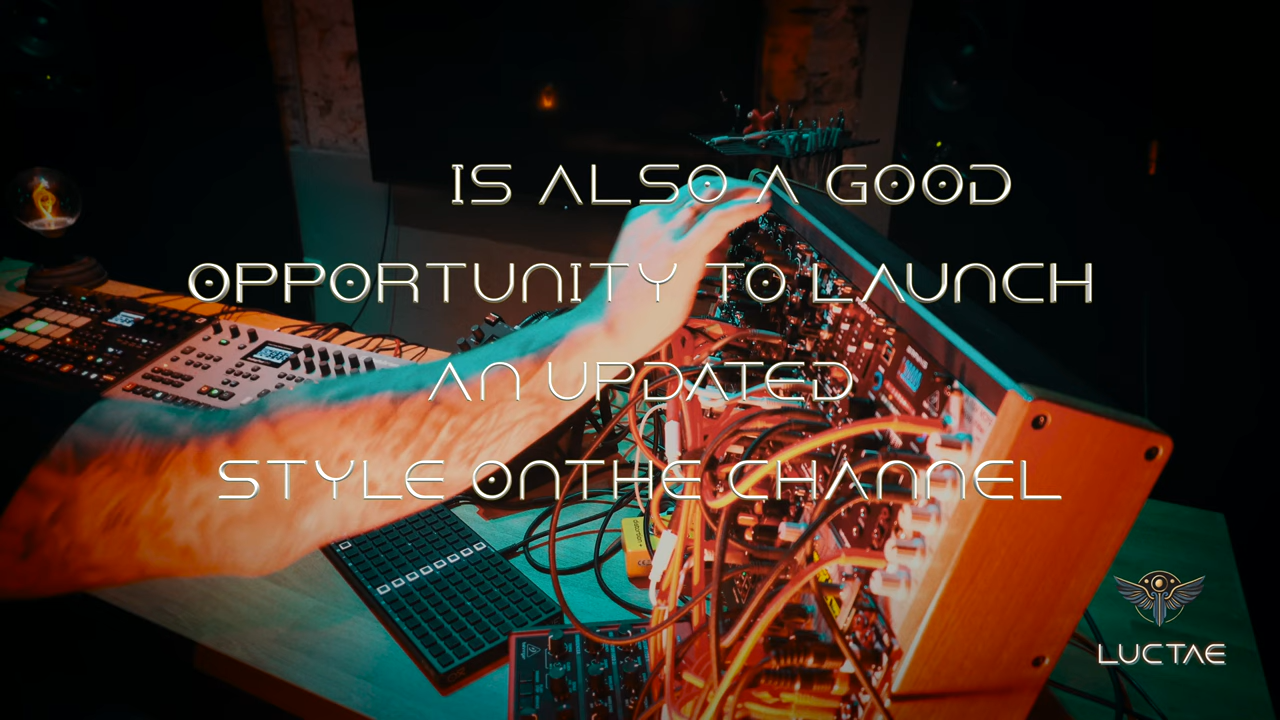 IS ALSO A GOOD
OPPORTUNITY TO LAUNCH
AN UPDATED
STYLE ONTHE CHANNEL
LUCTAE